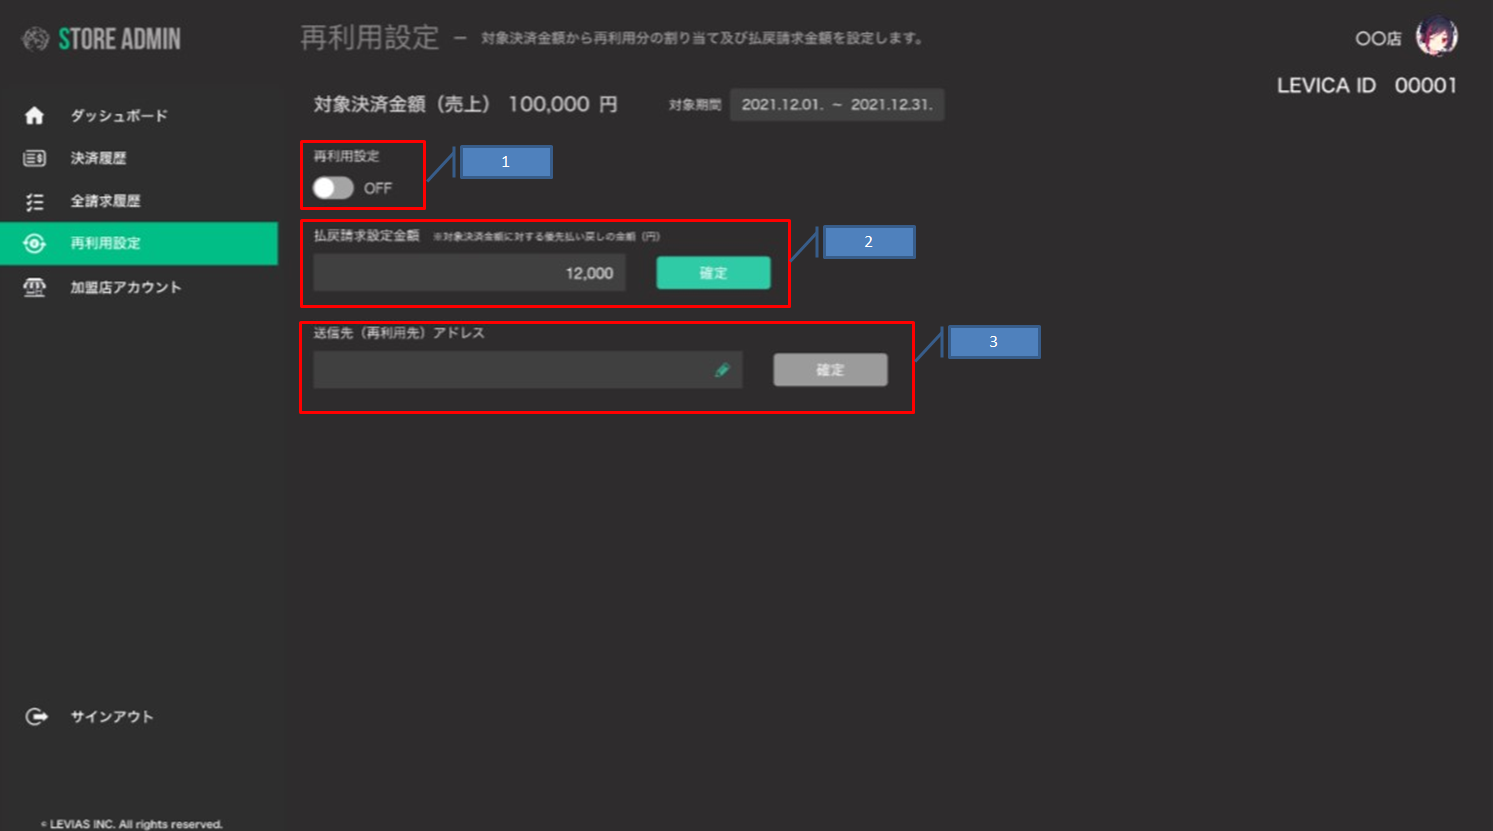 STORE ADMIN
再利用設定 － 対象決済金額から再利用分の割り当て及び払戻請求金額を設定します。
〇〇店
LEVICA ID 00001
対象決済金額（売上） 100,000 円 対象期間 2021.12.01. ~ 2021.12.31.
ダッシュボード
決済履歴
全請求履歴
再利用設定
加盟店アカウント
再利用設定
OFF
1
払戻請求設定金額 ※対象決済金額に対する優先払い戻しの金額（円）
12,000 確定
2
送信先（再利用先）アドレス
確定
3
サインアウト
© LEVIAS INC. All rights reserved.